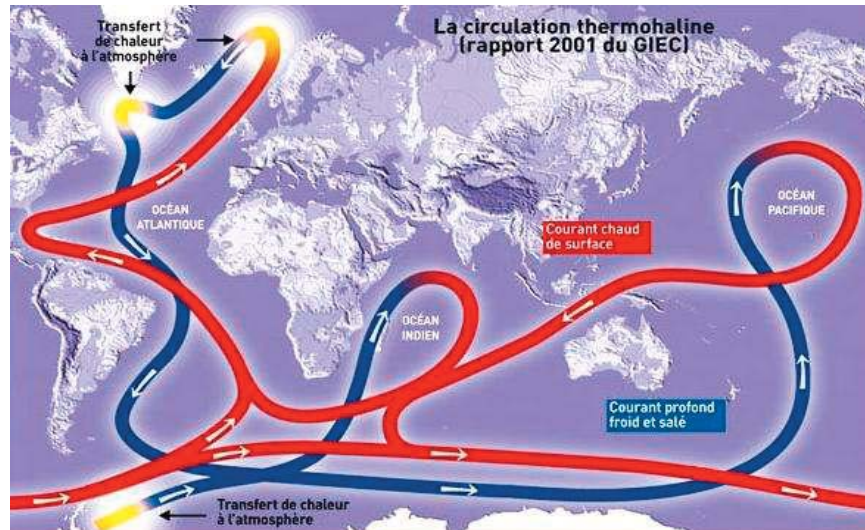 Transfert
de chaleur
à l'atmosphère
La circulation thermohaline
(rapport 2001 du GIEC)
OCÉAN
ATLANTIQUE
OCÉAN
PACIFIQUE
Courant chaud
de surface
OCÉAN
INDIEN
Courant profond
froid et salé
Transfert de chaleur
à l'atmosphère